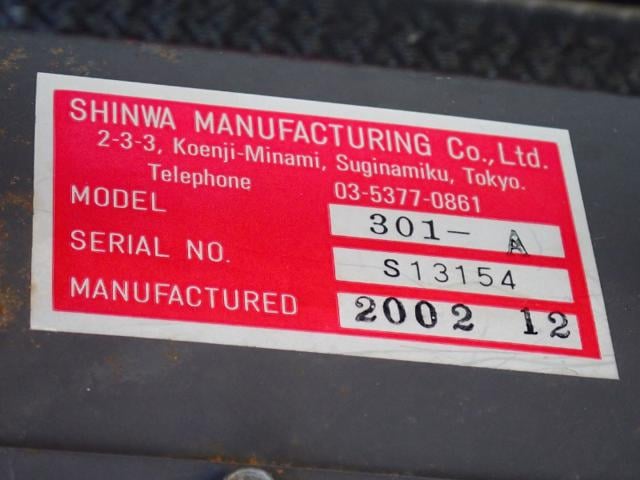 SHINWA MANUFACTURING Co., Ltd.
2-3-3, Koenji-Minami, Suginamiku, Tokyo.
Telephone 03-5377-0861
MODEL 301- A
SERIAL NO. S13154
MANUFACTURED 2002 12